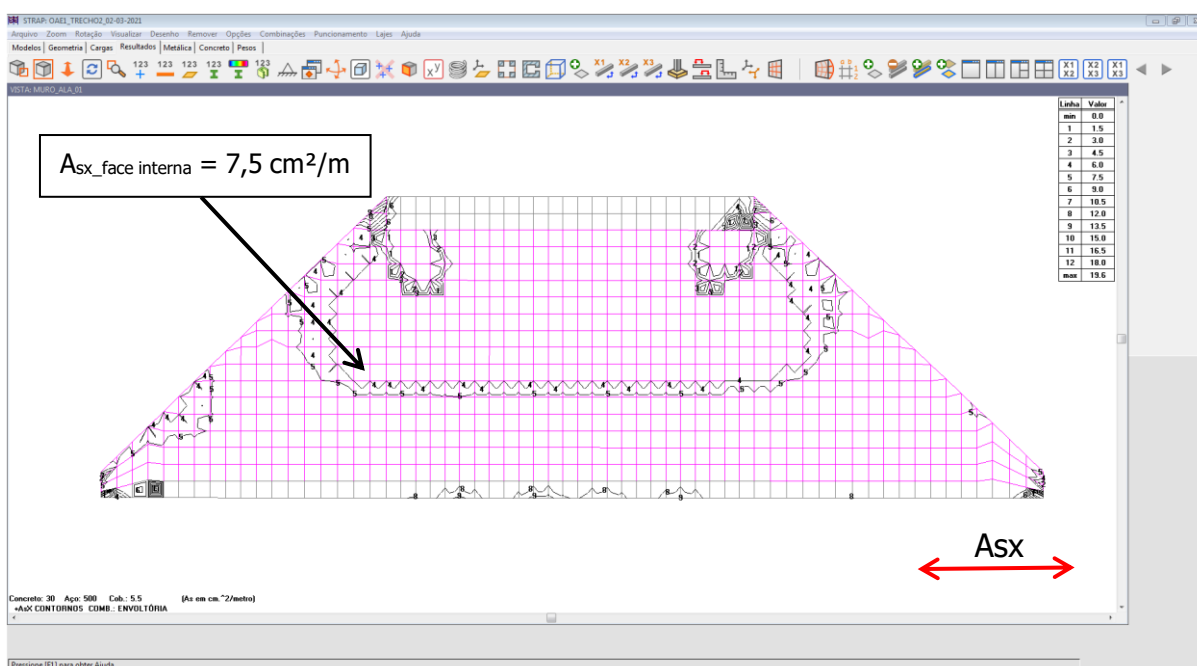 STRAP: OAE1_TRECHO2_02-03-2021
Arquivo Zoom Rotação Visualizar Desenho Remover Opções Combinações Puncionamento Lajes Ajuda
Modelos Geometria Cargas Resultados Metálica Concreto Pesos
VISTA: MURO_ALA_01
Linha Valor
min 0.0
1 1.5
2 3.0
3 4.5
4 6.0
5 7.5
6 9.0
7 10.5
8 12.0
9 13.5
10 15.0
11 16.5
12 18.0
max 19.6
Asx_face interna = 7,5 cm²/m
Asx
Concreto: 30 Aço: 500 Cob.: 5.5 (As em cm.^2/metro)
+AsX CONTORNOS COMB.: ENVOLTÓRIA
Pressione [F1] para obter Ajuda